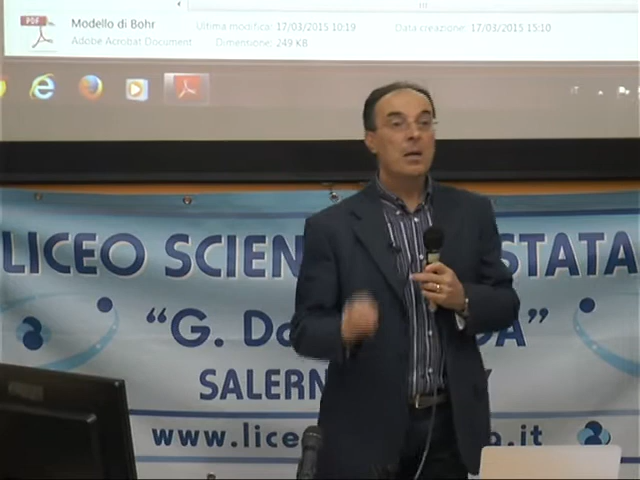 PDF
Modello di Bohr
Adobe Acrobat Document
Ultima modifica: 17/03/2015 10:19
Dimensione: 249 KB
Data creazione: 17/03/2015 15:10
LICEO SCIEN STATA
"G. D A"
SALERN
www.lice o.it